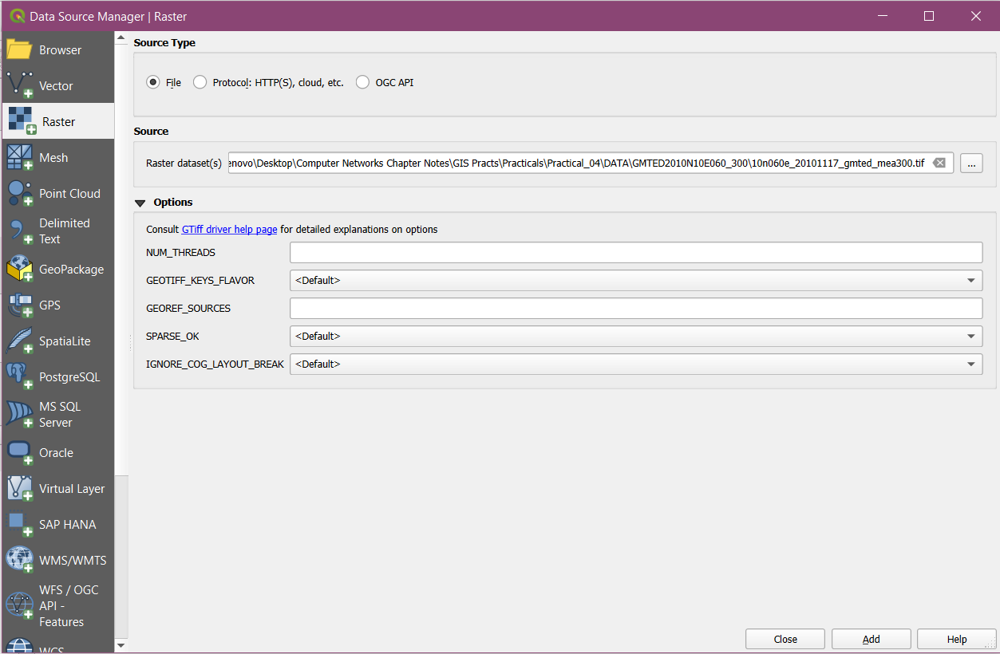 Data Source Manager | Raster
Browser
Vector
Raster
Mesh
Point Cloud
Delimited
Text
GeoPackage
GPS
SpatiaLite
PostgreSQL
MS SQL
Server
Oracle
Virtual Layer
SAP HANA
WMS/WMTS
WFS / OGC
API -
Features
WCS
Source Type
File Protocol: HTTP(S), cloud, etc. OGC API
Source
Raster dataset(s) enovo\Desktop\Computer Networks Chapter Notes\GIS Practs\Practicals\Practical_04\DATA\GMTED2010N10E060_300\10n060e_20101117_gmted_mea300.tif ...
Options
Consult GTiff driver help page for detailed explanations on options
NUM_THREADS
GEOTIFF_KEYS_FLAVOR <Default>
GEOREF_SOURCES
SPARSE_OK <Default>
IGNORE_COG_LAYOUT_BREAK <Default>
Close Add Help